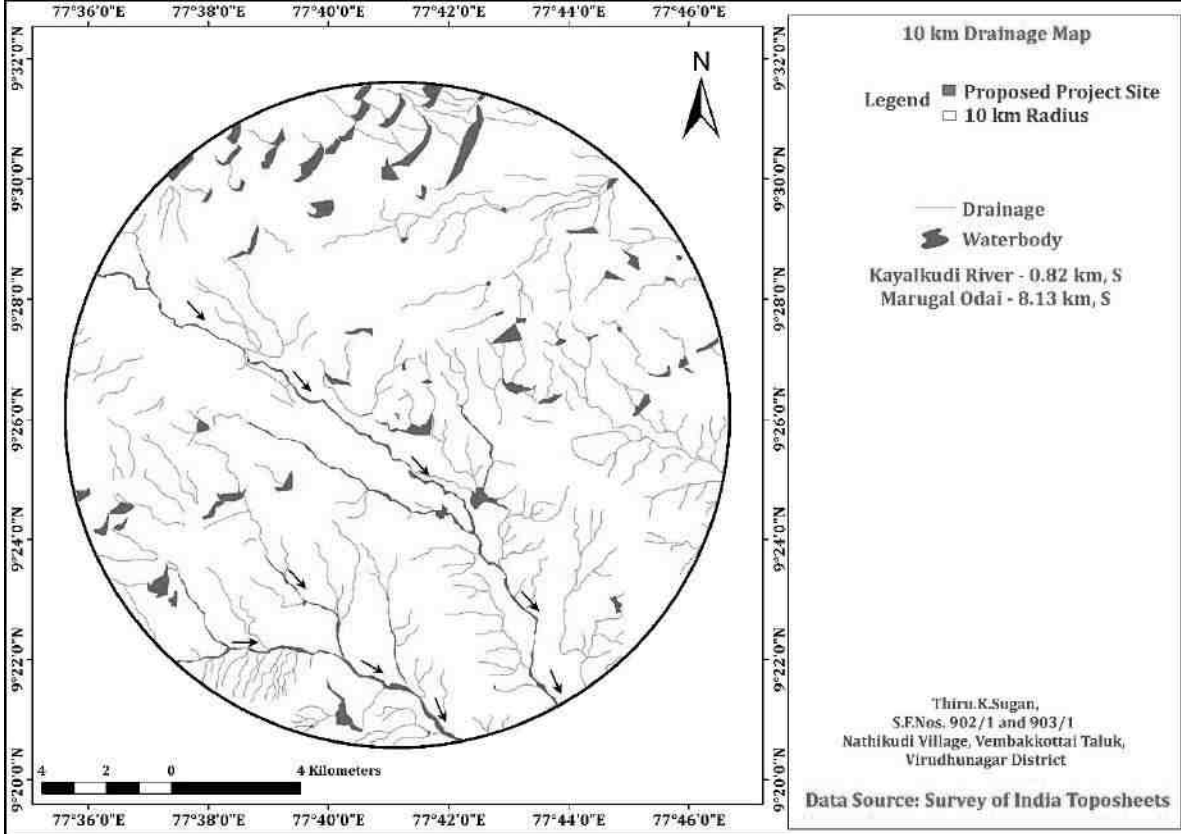 77°36'0"E 77°38'0"E 77°40'0"E 77°42'0"E 77°44'0"E 77°46'0"E
9°32'0"N 9°32'0"N
9°30'0"N 9°30'0"N
9°28'0"N 9°28'0"N
9°26'0"N 9°26'0"N
9°24'0"N 9°24'0"N
9°22'0"N 9°22'0"N
9°20'0"N 9°20'0"N
N
4 2 0 4 Kilometers
77°36'0"E 77°38'0"E 77°40'0"E 77°42'0"E 77°44'0"E 77°46'0"E
10 km Drainage Map
Legend
Proposed Project Site
10 km Radius
Drainage
Waterbody
Kayalkudi River - 0.82 km, S
Marugal Odai - 8.13 km, S
Thiru.K.Sugan,
S.F.Nos. 902/1 and 903/1
Nathikudi Village, Vembakkottai Taluk,
Virudhunagar District
Data Source: Survey of India Toposheets